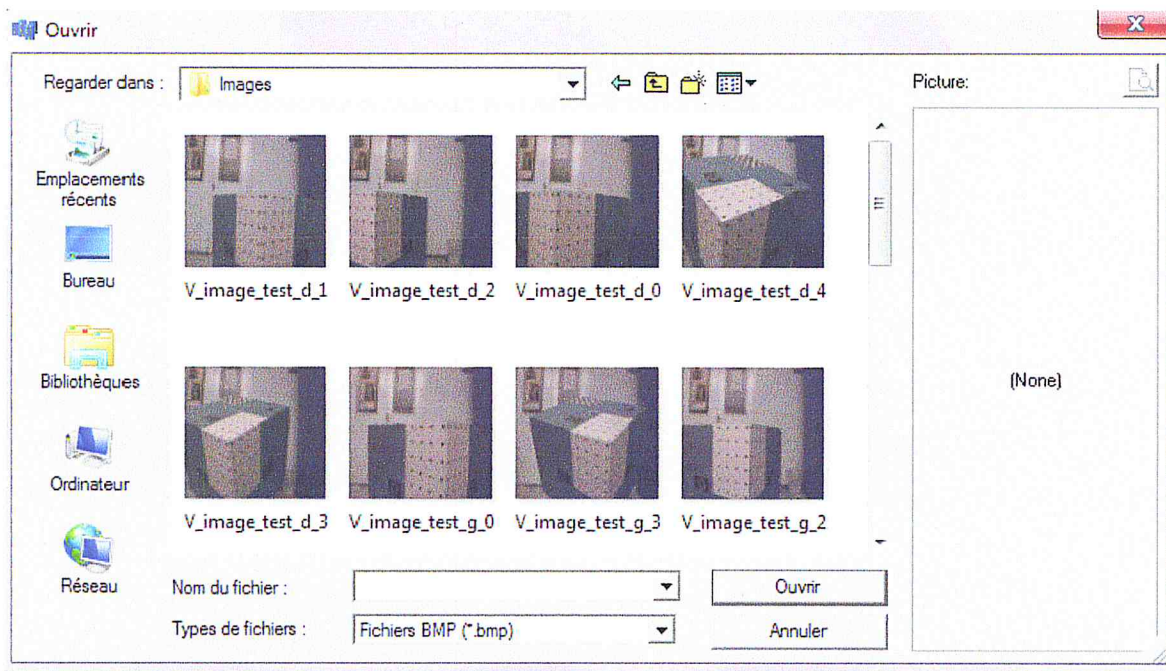 Ouvrir
Regarder dans :
Images
Picture:
Emplacements
récents
Bureau
Bibliothèques
Ordinateur
Réseau
V_image_test_d_1
V_image_test_d_2
V_image_test_d_0
V_image_test_d_4
V_image_test_d_3
V_image_test_g_0
V_image_test_g_3
V_image_test_g_2
(None)
Nom du fichier :
Ouvrir
Types de fichiers :
Fichiers BMP (*.bmp)
Annuler